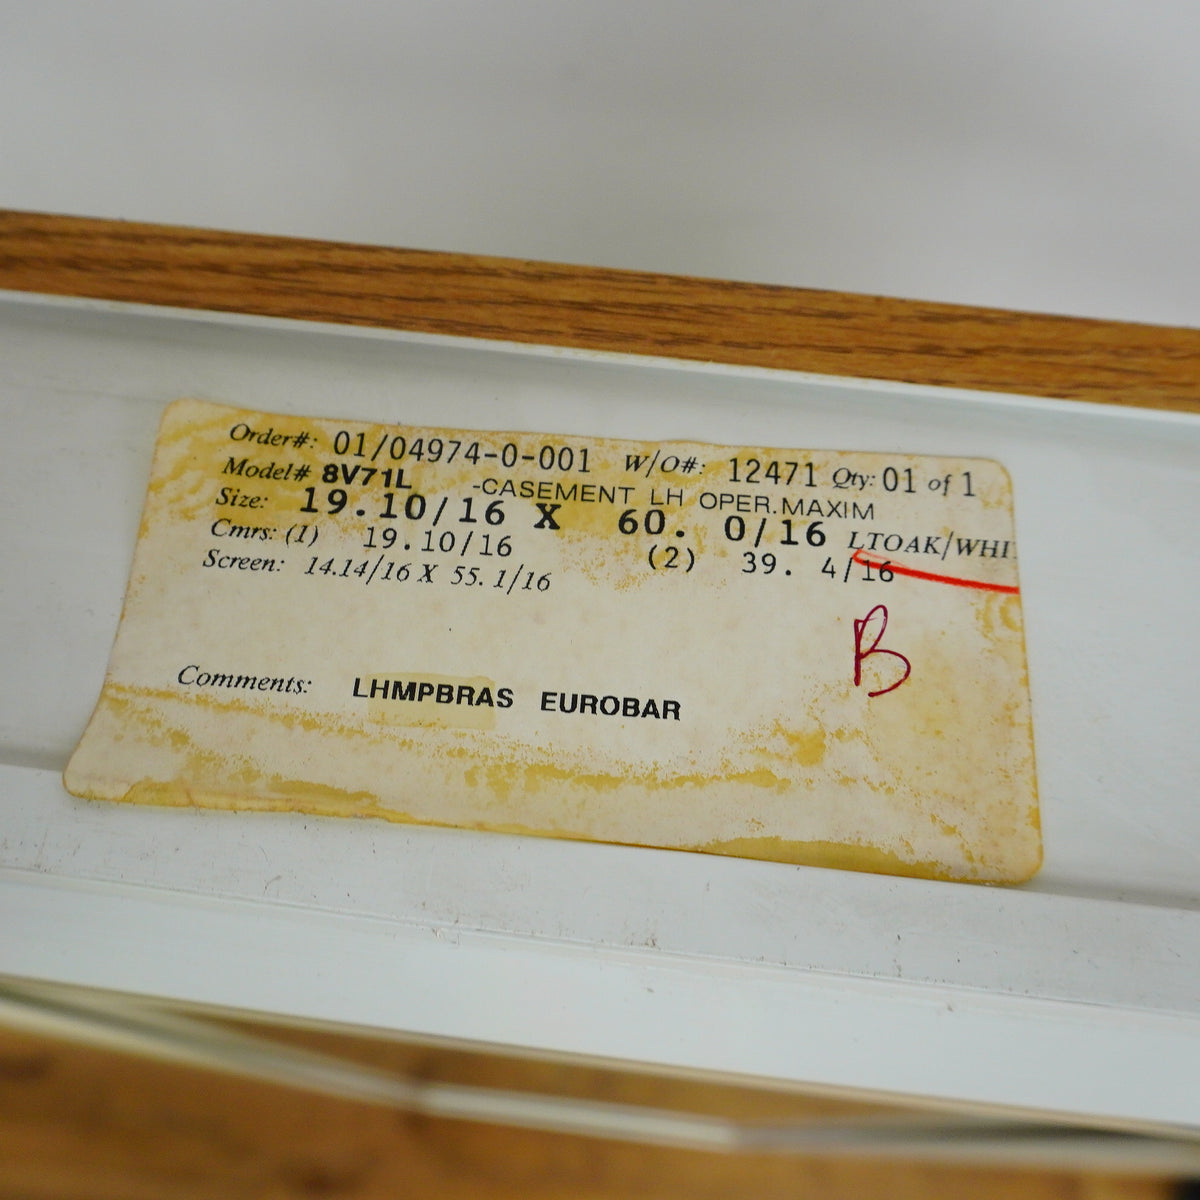 Order#: 01/04974-0-001 W/O#: 12471 Qty: 01 of 1
Model# 8V71L -CASEMENT LH OPER.MAXIM
Size: 19.10/16 X 60. 0/16 LTOAK/WHI
Cmrs: (1) 19.10/16 (2) 39. 4/16
Screen: 14.14/16 X 55. 1/16
B
Comments: LHMPBRAS EUROBAR